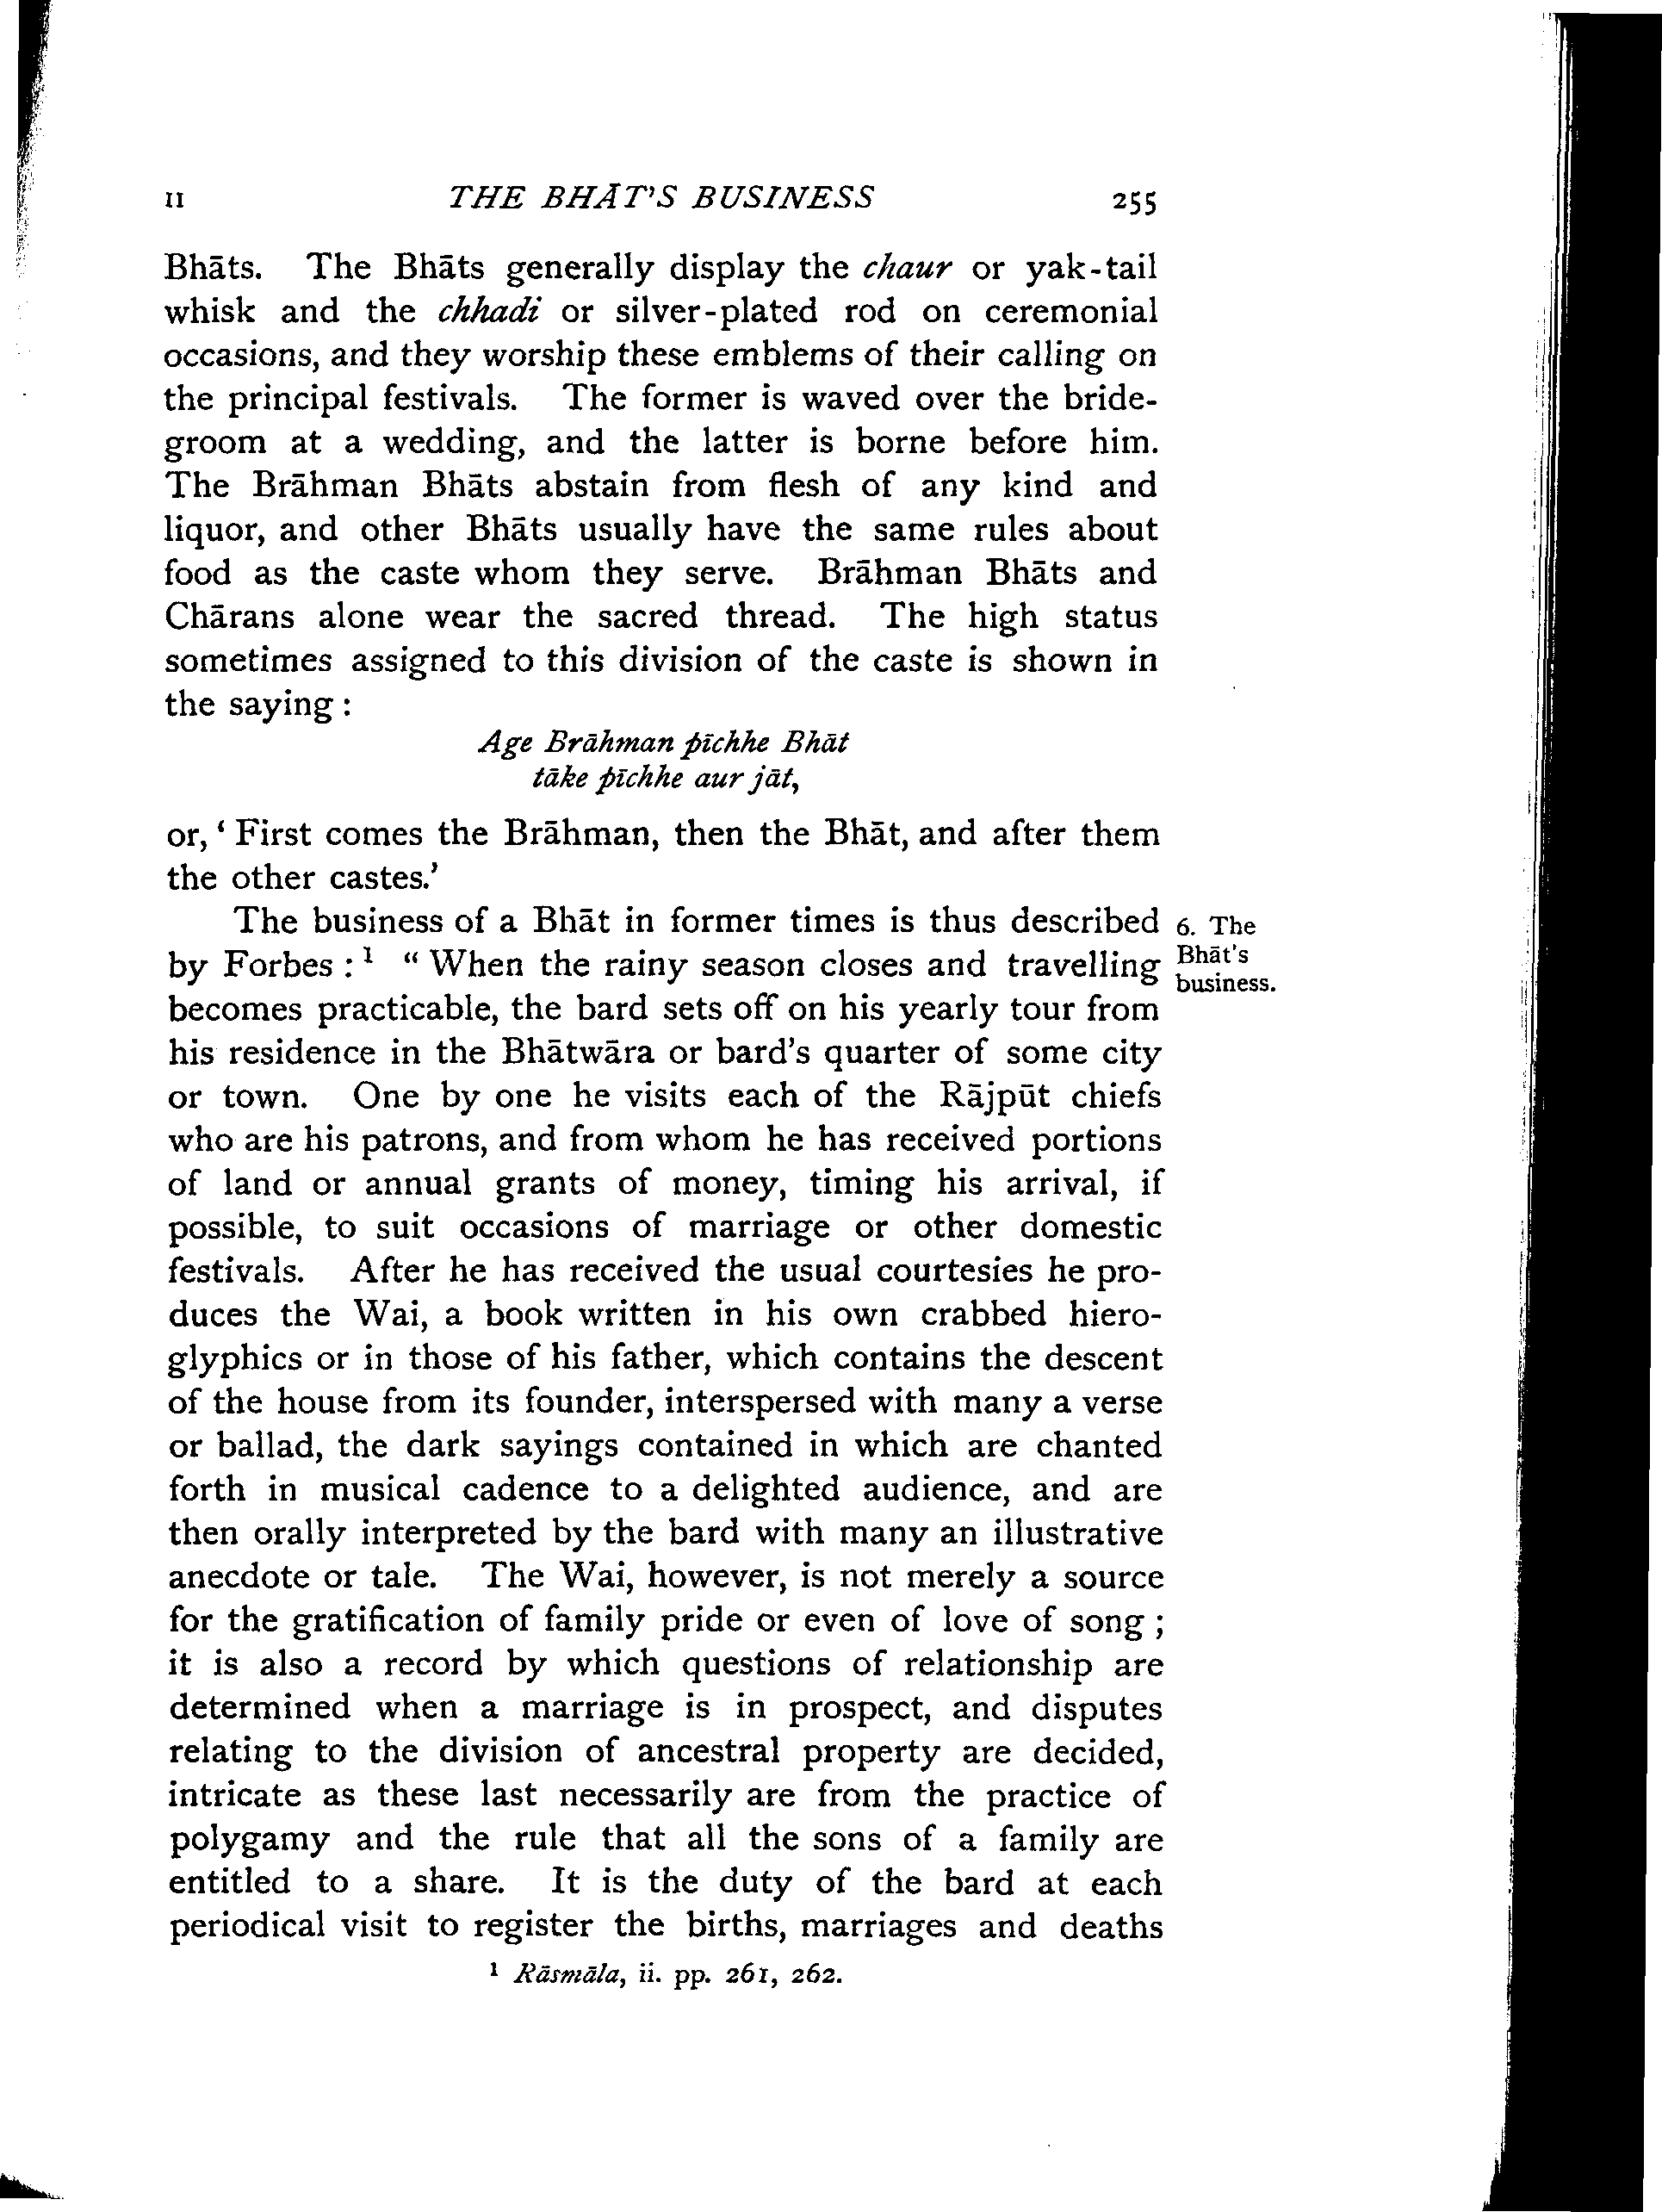 II THE BHĀT'S BUSINESS 255
Bhāts. The Bhāts generally display the chaur or yak-tail
whisk and the chhadi or silver-plated rod on ceremonial
occasions, and they worship these emblems of their calling on
the principal festivals. The former is waved over the bride-
groom at a wedding, and the latter is borne before him.
The Brāhman Bhāts abstain from flesh of any kind and
liquor, and other Bhāts usually have the same rules about
food as the caste whom they serve. Brāhman Bhāts and
Chārans alone wear the sacred thread. The high status
sometimes assigned to this division of the caste is shown in
the saying :
Age Brāhman pīchhe Bhāt
tāke pīchhe aur jāt,
or, ' First comes the Brāhman, then the Bhāt, and after them
the other castes.'
The business of a Bhāt in former times is thus described
by Forbes : 1 " When the rainy season closes and travelling
becomes practicable, the bard sets off on his yearly tour from
his residence in the Bhātwāra or bard's quarter of some city
or town. One by one he visits each of the Rājpūt chiefs
who are his patrons, and from whom he has received portions
of land or annual grants of money, timing his arrival, if
possible, to suit occasions of marriage or other domestic
festivals. After he has received the usual courtesies he pro-
duces the Wai, a book written in his own crabbed hiero-
glyphics or in those of his father, which contains the descent
of the house from its founder, interspersed with many a verse
or ballad, the dark sayings contained in which are chanted
forth in musical cadence to a delighted audience, and are
then orally interpreted by the bard with many an illustrative
anecdote or tale. The Wai, however, is not merely a source
for the gratification of family pride or even of love of song ;
it is also a record by which questions of relationship are
determined when a marriage is in prospect, and disputes
relating to the division of ancestral property are decided,
intricate as these last necessarily are from the practice of
polygamy and the rule that all the sons of a family are
entitled to a share. It is the duty of the bard at each
periodical visit to register the births, marriages and deaths
6. The
Bhāt's
business.
1 Rāsmāla, ii. pp. 261, 262.